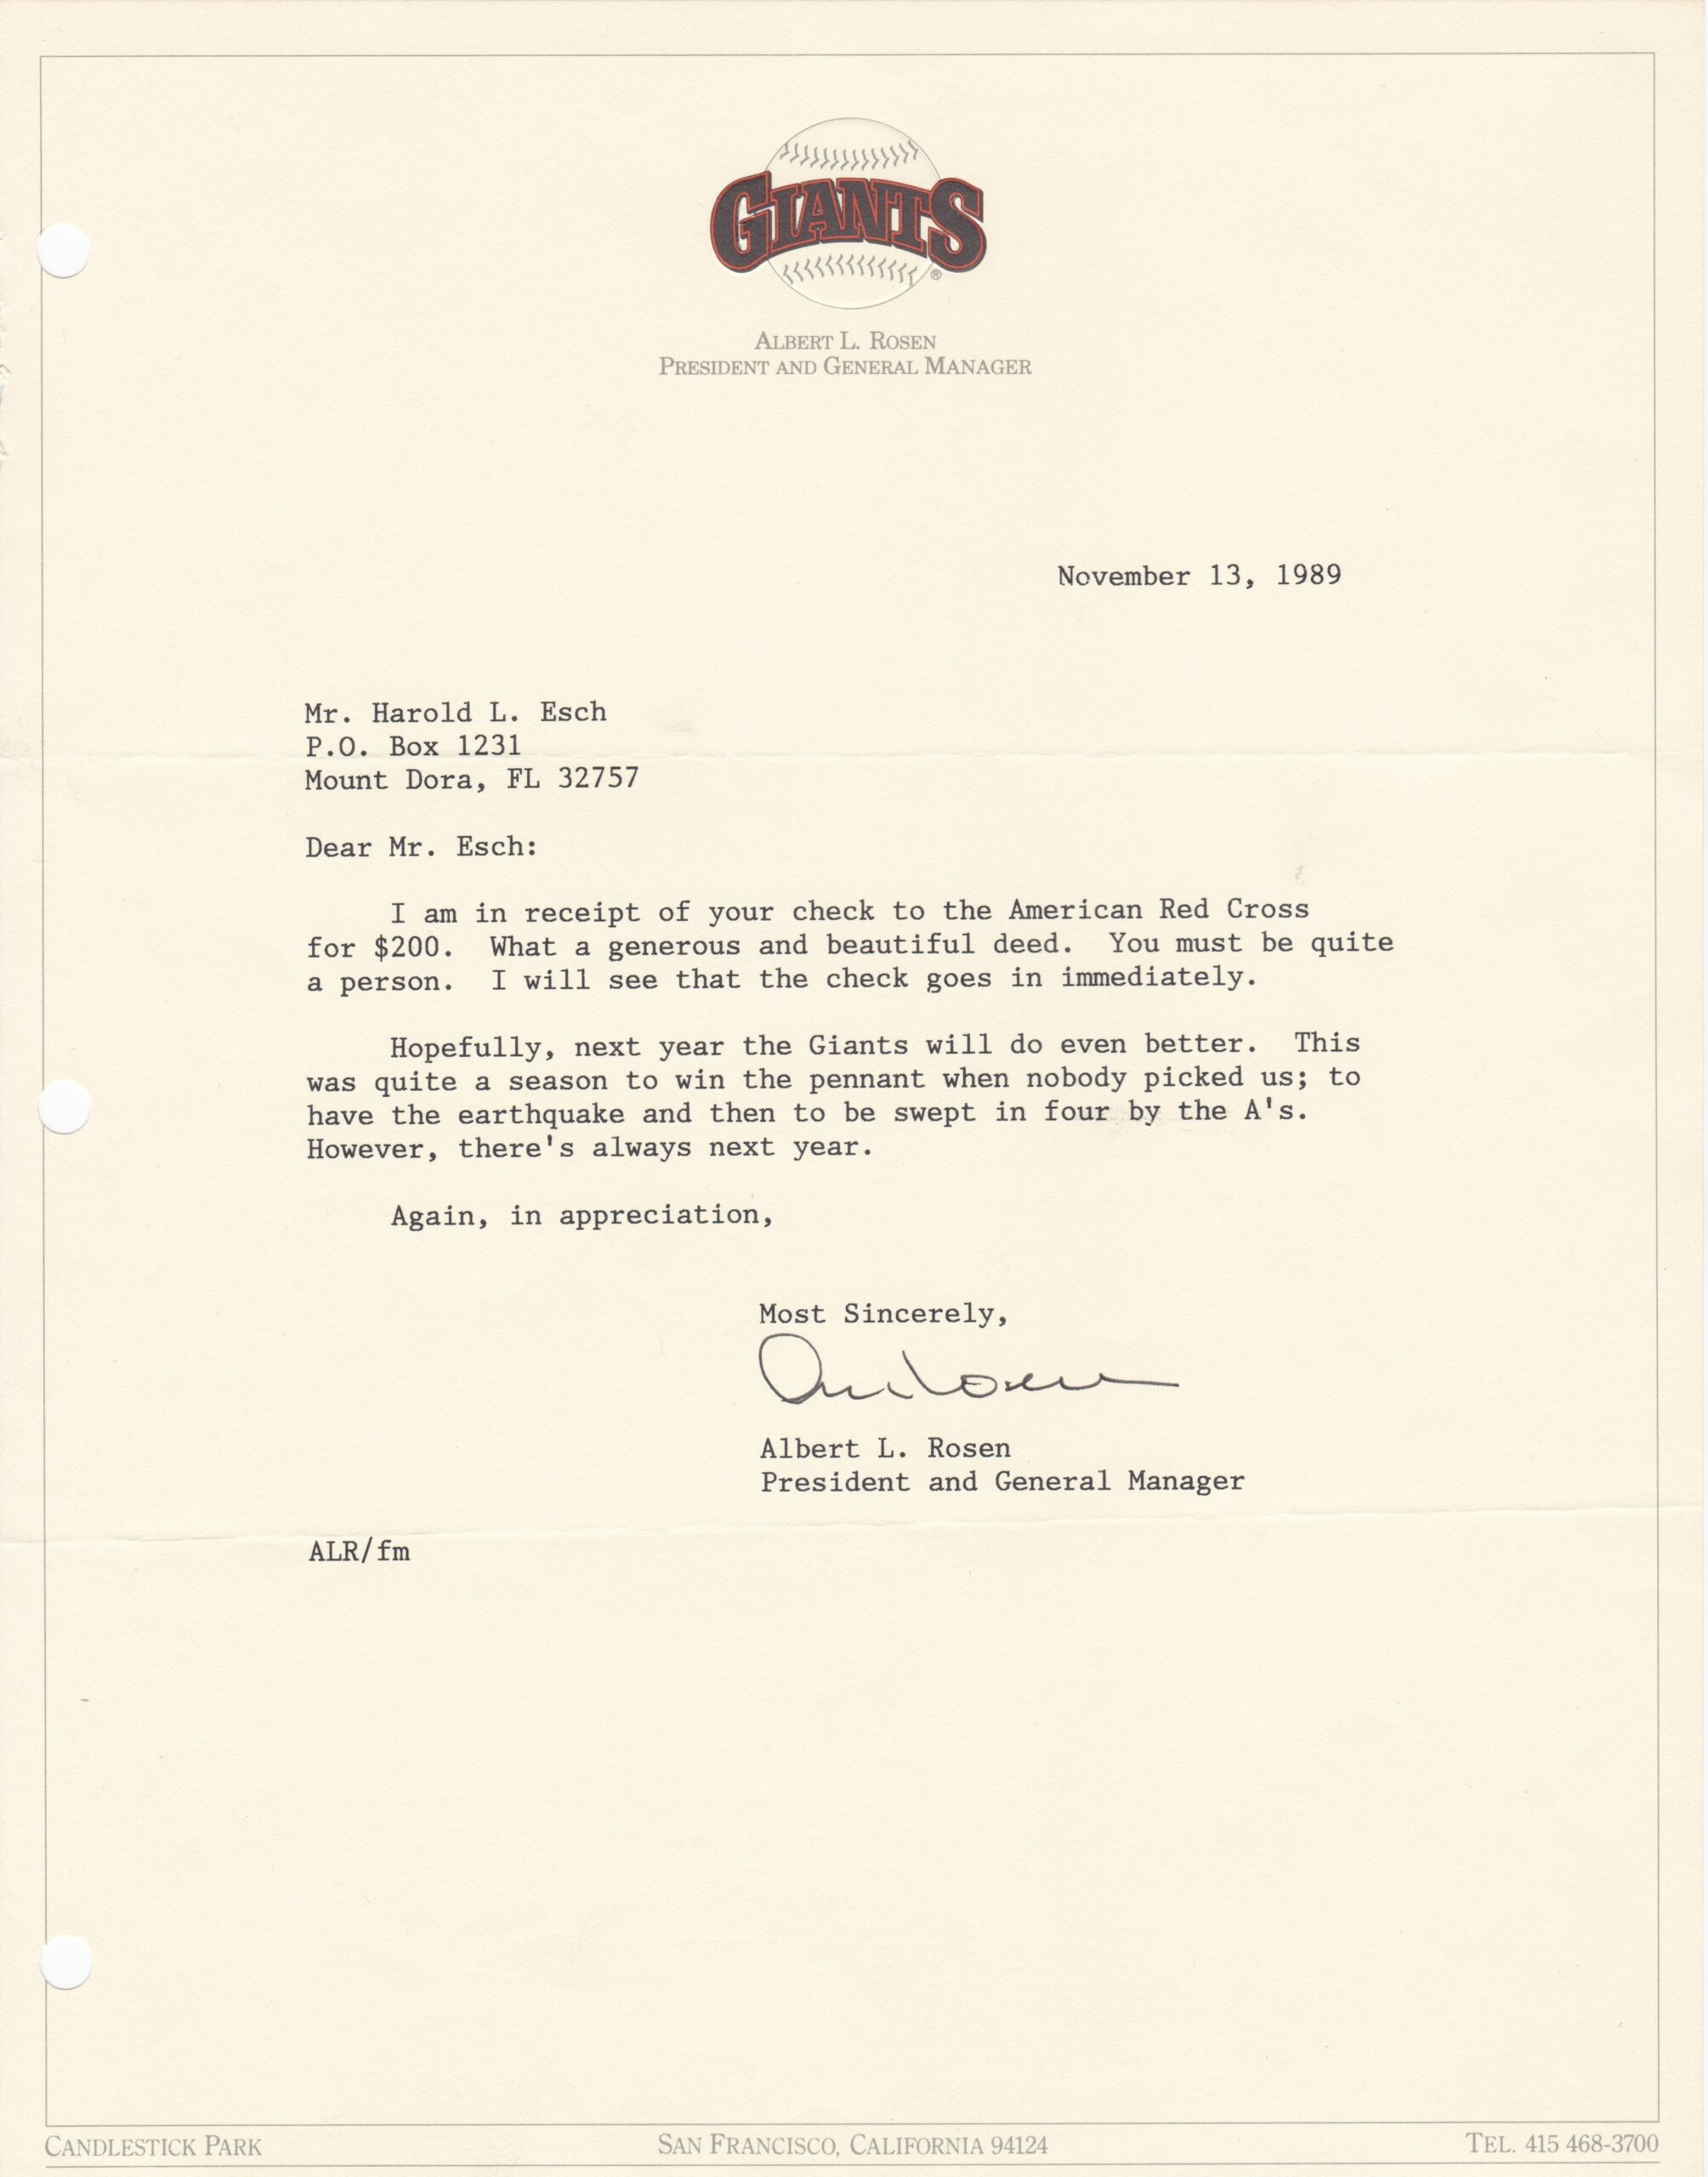 GIANTS
®
ALBERT L. ROSEN
PRESIDENT AND GENERAL MANAGER
November 13, 1989
Mr. Harold L. Esch
P.O. Box 1231
Mount Dora, FL 32757
Dear Mr. Esch:
I am in receipt of your check to the American Red Cross
for $200. What a generous and beautiful deed. You must be quite
a person. I will see that the check goes in immediately.
Hopefully, next year the Giants will do even better. This
was quite a season to win the pennant when nobody picked us; to
have the earthquake and then to be swept in four by the A's.
However, there's always next year.
Again, in appreciation,
Most Sincerely,
Albert L. Rosen
President and General Manager
ALR/fm
CANDLESTICK PARK SAN FRANCISCO, CALIFORNIA 94124 TEL. 415 468-3700